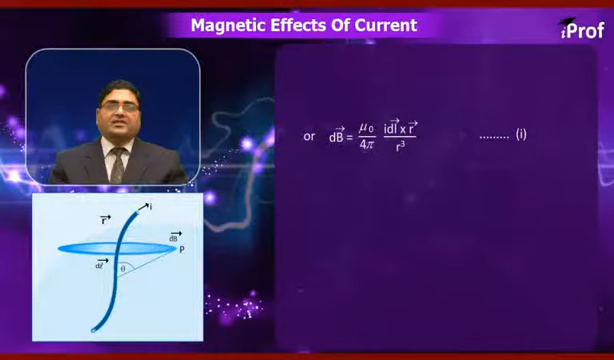 Magnetic Effects Of Current
iProf
or dB⃗ = μ₀/4π idl⃗ x r⃗/r³ ......... (i)
r⃗
i
dB⃗
P
dℓ⃗
θ